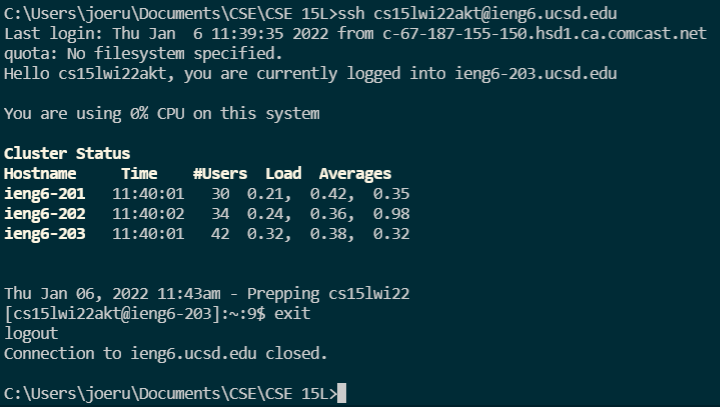 C:\Users\joeru\Documents\CSE\CSE 15L>ssh cs15lwi22akt@ieng6.ucsd.edu
Last login: Thu Jan  6 11:39:35 2022 from c-67-187-155-150.hsd1.ca.comcast.net
quota: No filesystem specified.
Hello cs15lwi22akt, you are currently logged into ieng6-203.ucsd.edu
You are using 0% CPU on this system
Cluster Status
Hostname     Time    #Users  Load  Averages
ieng6-201   11:40:01   30  0.21,  0.42,  0.35
ieng6-202   11:40:02   34  0.24,  0.36,  0.98
ieng6-203   11:40:01   42  0.32,  0.38,  0.32
Thu Jan 06, 2022 11:43am - Prepping cs15lwi22
[cs15lwi22akt@ieng6-203]:~:9$ exit
logout
Connection to ieng6.ucsd.edu closed.
C:\Users\joeru\Documents\CSE\CSE 15L>